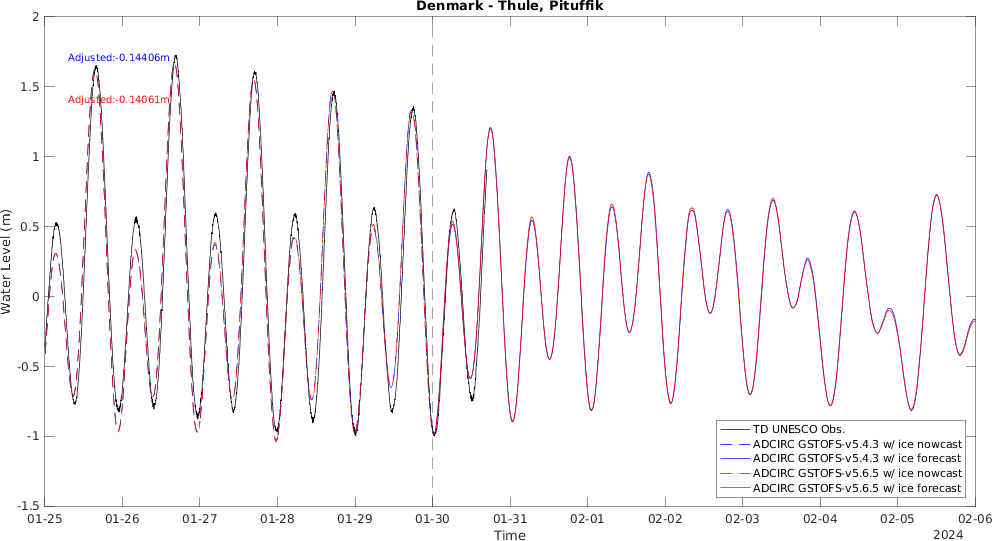 Denmark - Thule, Pituffik
2
Adjusted:-0.14406m
1.5
Adjusted:-0.14061m
1
0.5
Water Level (m)
0
-0.5
-1
-1.5
TD UNESCO Obs.
ADCIRC GSTOFS-v5.4.3 w/ ice nowcast
ADCIRC GSTOFS-v5.4.3 w/ ice forecast
ADCIRC GSTOFS-v5.6.5 w/ ice nowcast
ADCIRC GSTOFS-v5.6.5 w/ ice forecast
01-25 01-26 01-27 01-28 01-29 01-30 01-31 02-01 02-02 02-03 02-04 02-05 02-06
Time
2024